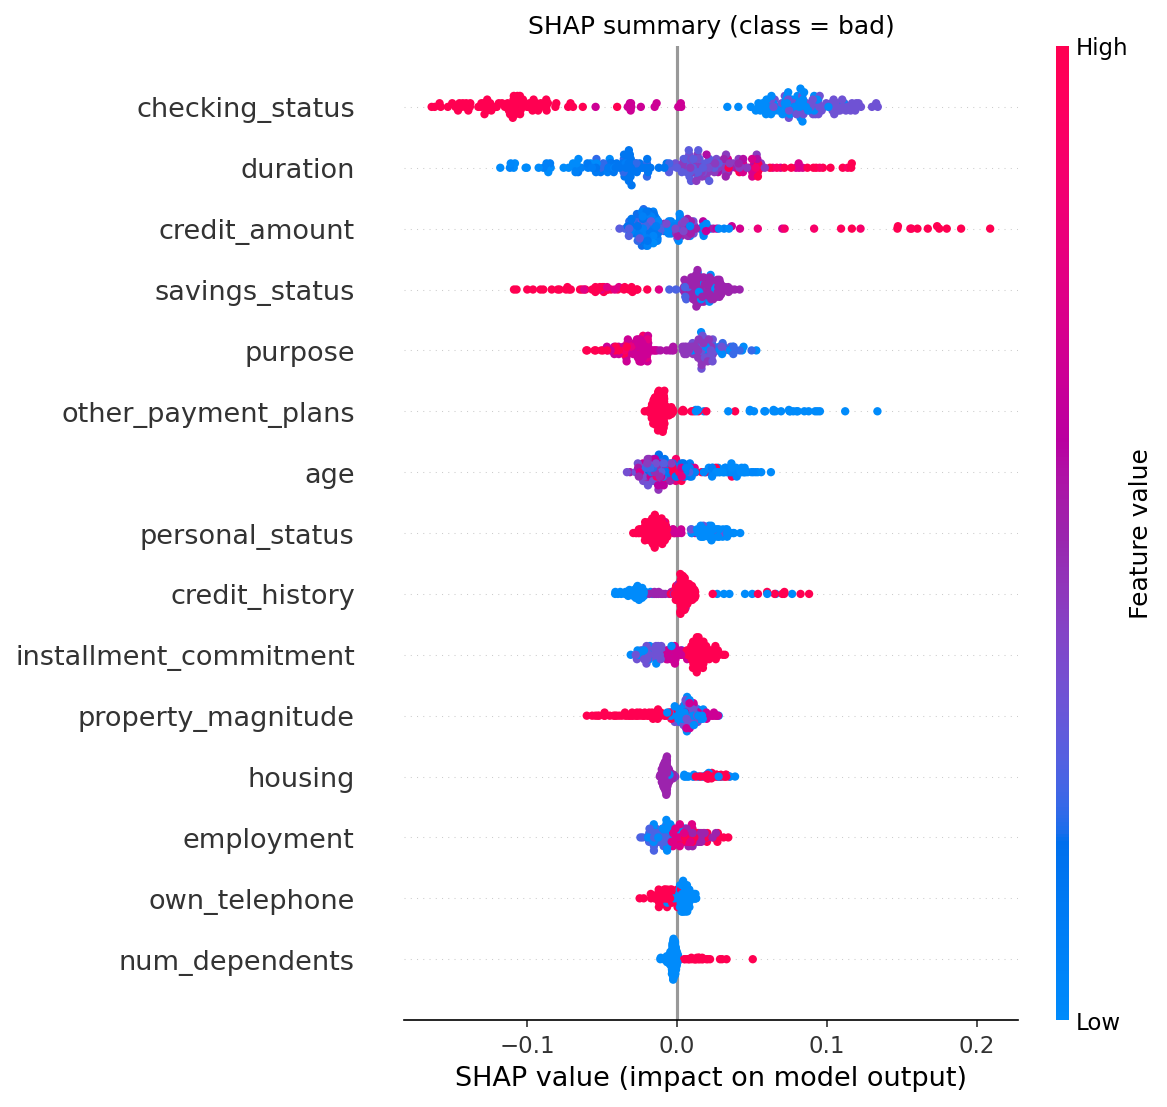 SHAP summary (class = bad)
High
checking_status
duration
credit_amount
savings_status
purpose
other_payment_plans
age
personal_status
credit_history
installment_commitment
property_magnitude
housing
employment
own_telephone
num_dependents
Feature value
Low
−0.1 0.0 0.1 0.2
SHAP value (impact on model output)